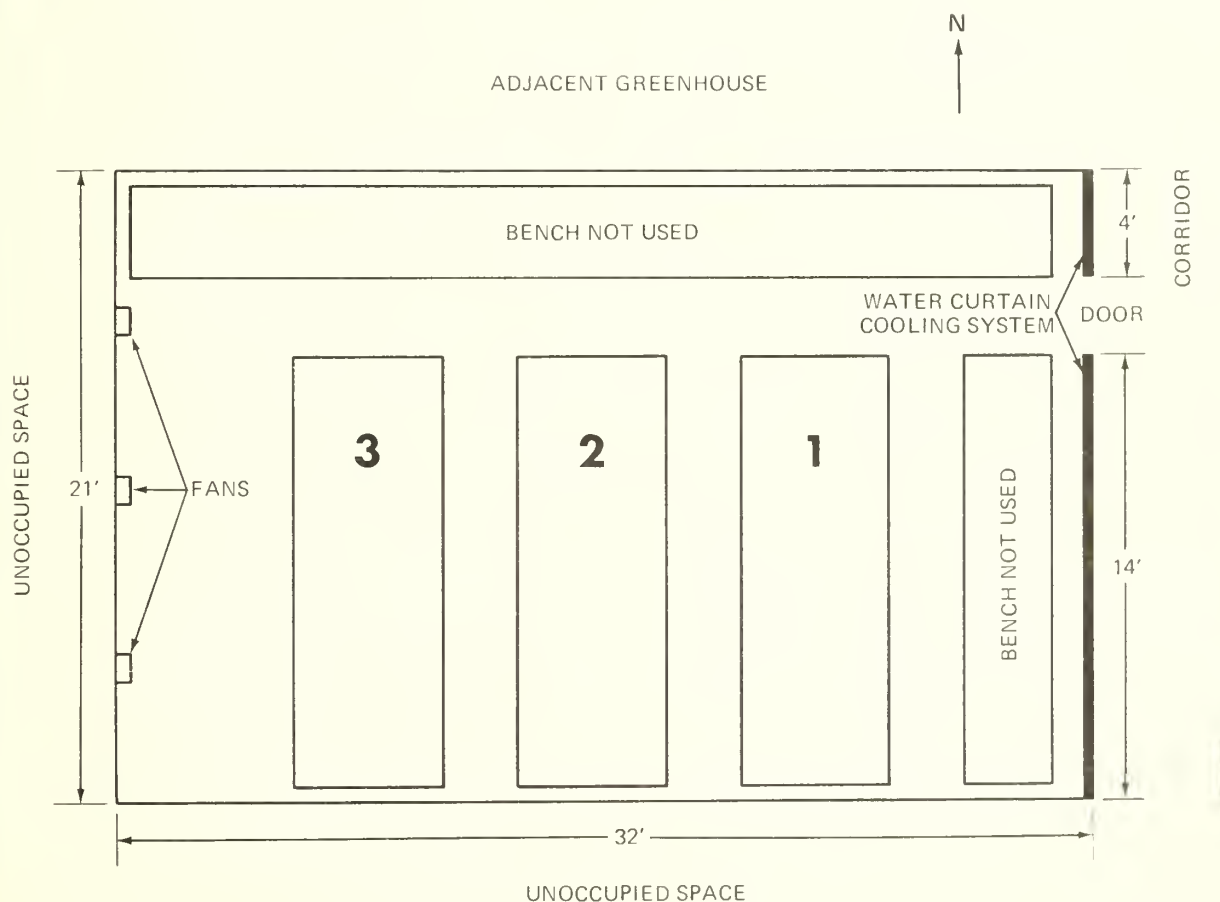 N
ADJACENT GREENHOUSE
CORRIDOR
4'
BENCH NOT USED
WATER CURTAIN
COOLING SYSTEM
DOOR
UNOCCUPIED SPACE
21'
FANS
3
2
1
BENCH NOT USED
14'
32'
UNOCCUPIED SPACE